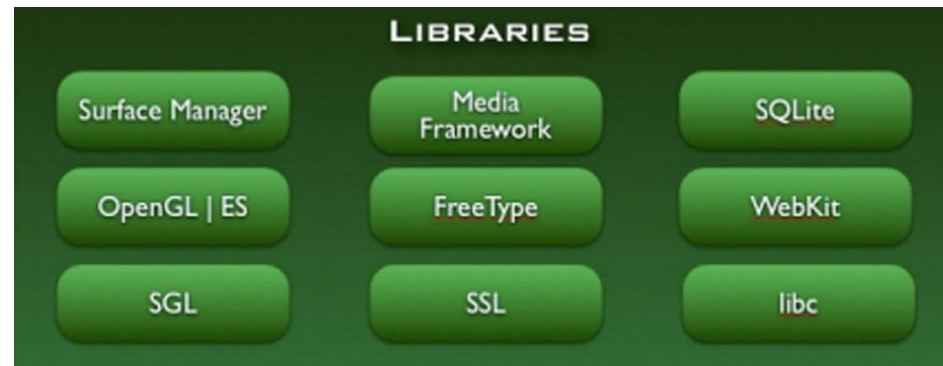 LIBRARIES
Surface Manager
Media
Framework
SQLite
OpenGL | ES
FreeType
WebKit
SGL
SSL
libc